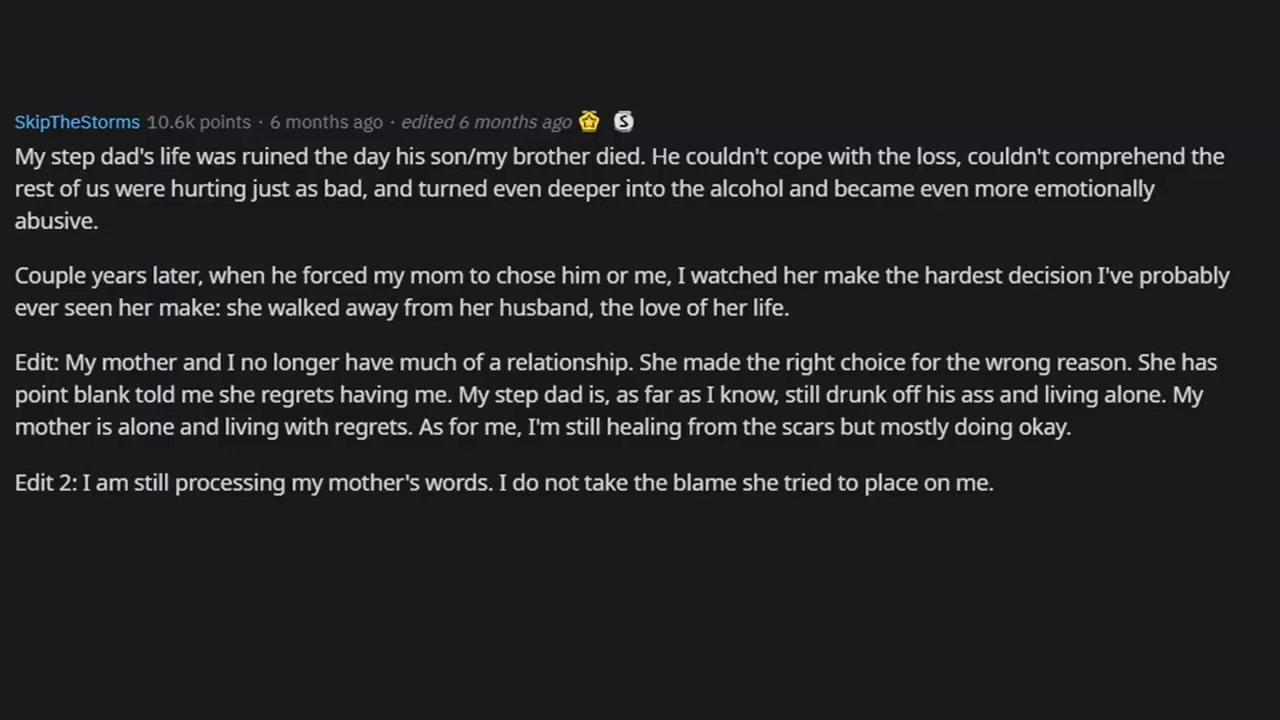 SkipTheStorms 10.6k points · 6 months ago · edited 6 months ago S
My step dad's life was ruined the day his son/my brother died. He couldn't cope with the loss, couldn't comprehend the
rest of us were hurting just as bad, and turned even deeper into the alcohol and became even more emotionally
abusive.
Couple years later, when he forced my mom to chose him or me, I watched her make the hardest decision I've probably
ever seen her make: she walked away from her husband, the love of her life.
Edit: My mother and I no longer have much of a relationship. She made the right choice for the wrong reason. She has
point blank told me she regrets having me. My step dad is, as far as I know, still drunk off his ass and living alone. My
mother is alone and living with regrets. As for me, I'm still healing from the scars but mostly doing okay.
Edit 2: I am still processing my mother's words. I do not take the blame she tried to place on me.